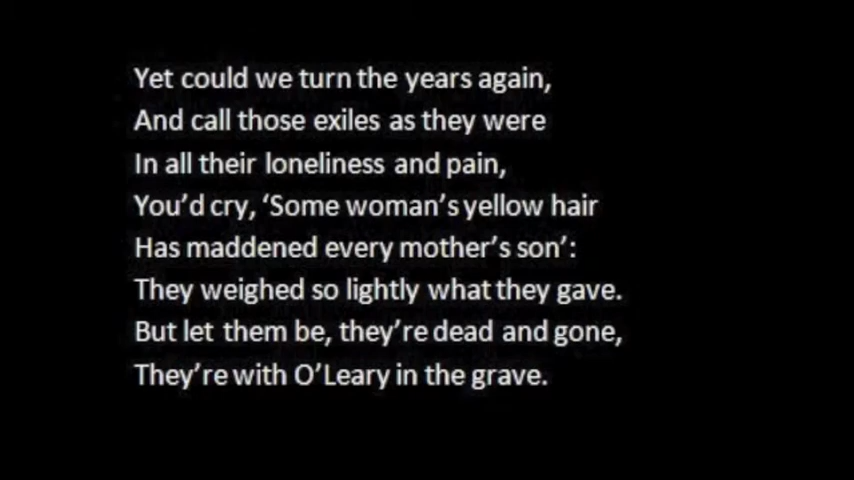 Yet could we turn the years again,
And call those exiles as they were
In all their loneliness and pain,
You’d cry, ‘Some woman’s yellow hair
Has maddened every mother’s son’:
They weighed so lightly what they gave.
But let them be, they’re dead and gone,
They’re with O’Leary in the grave.